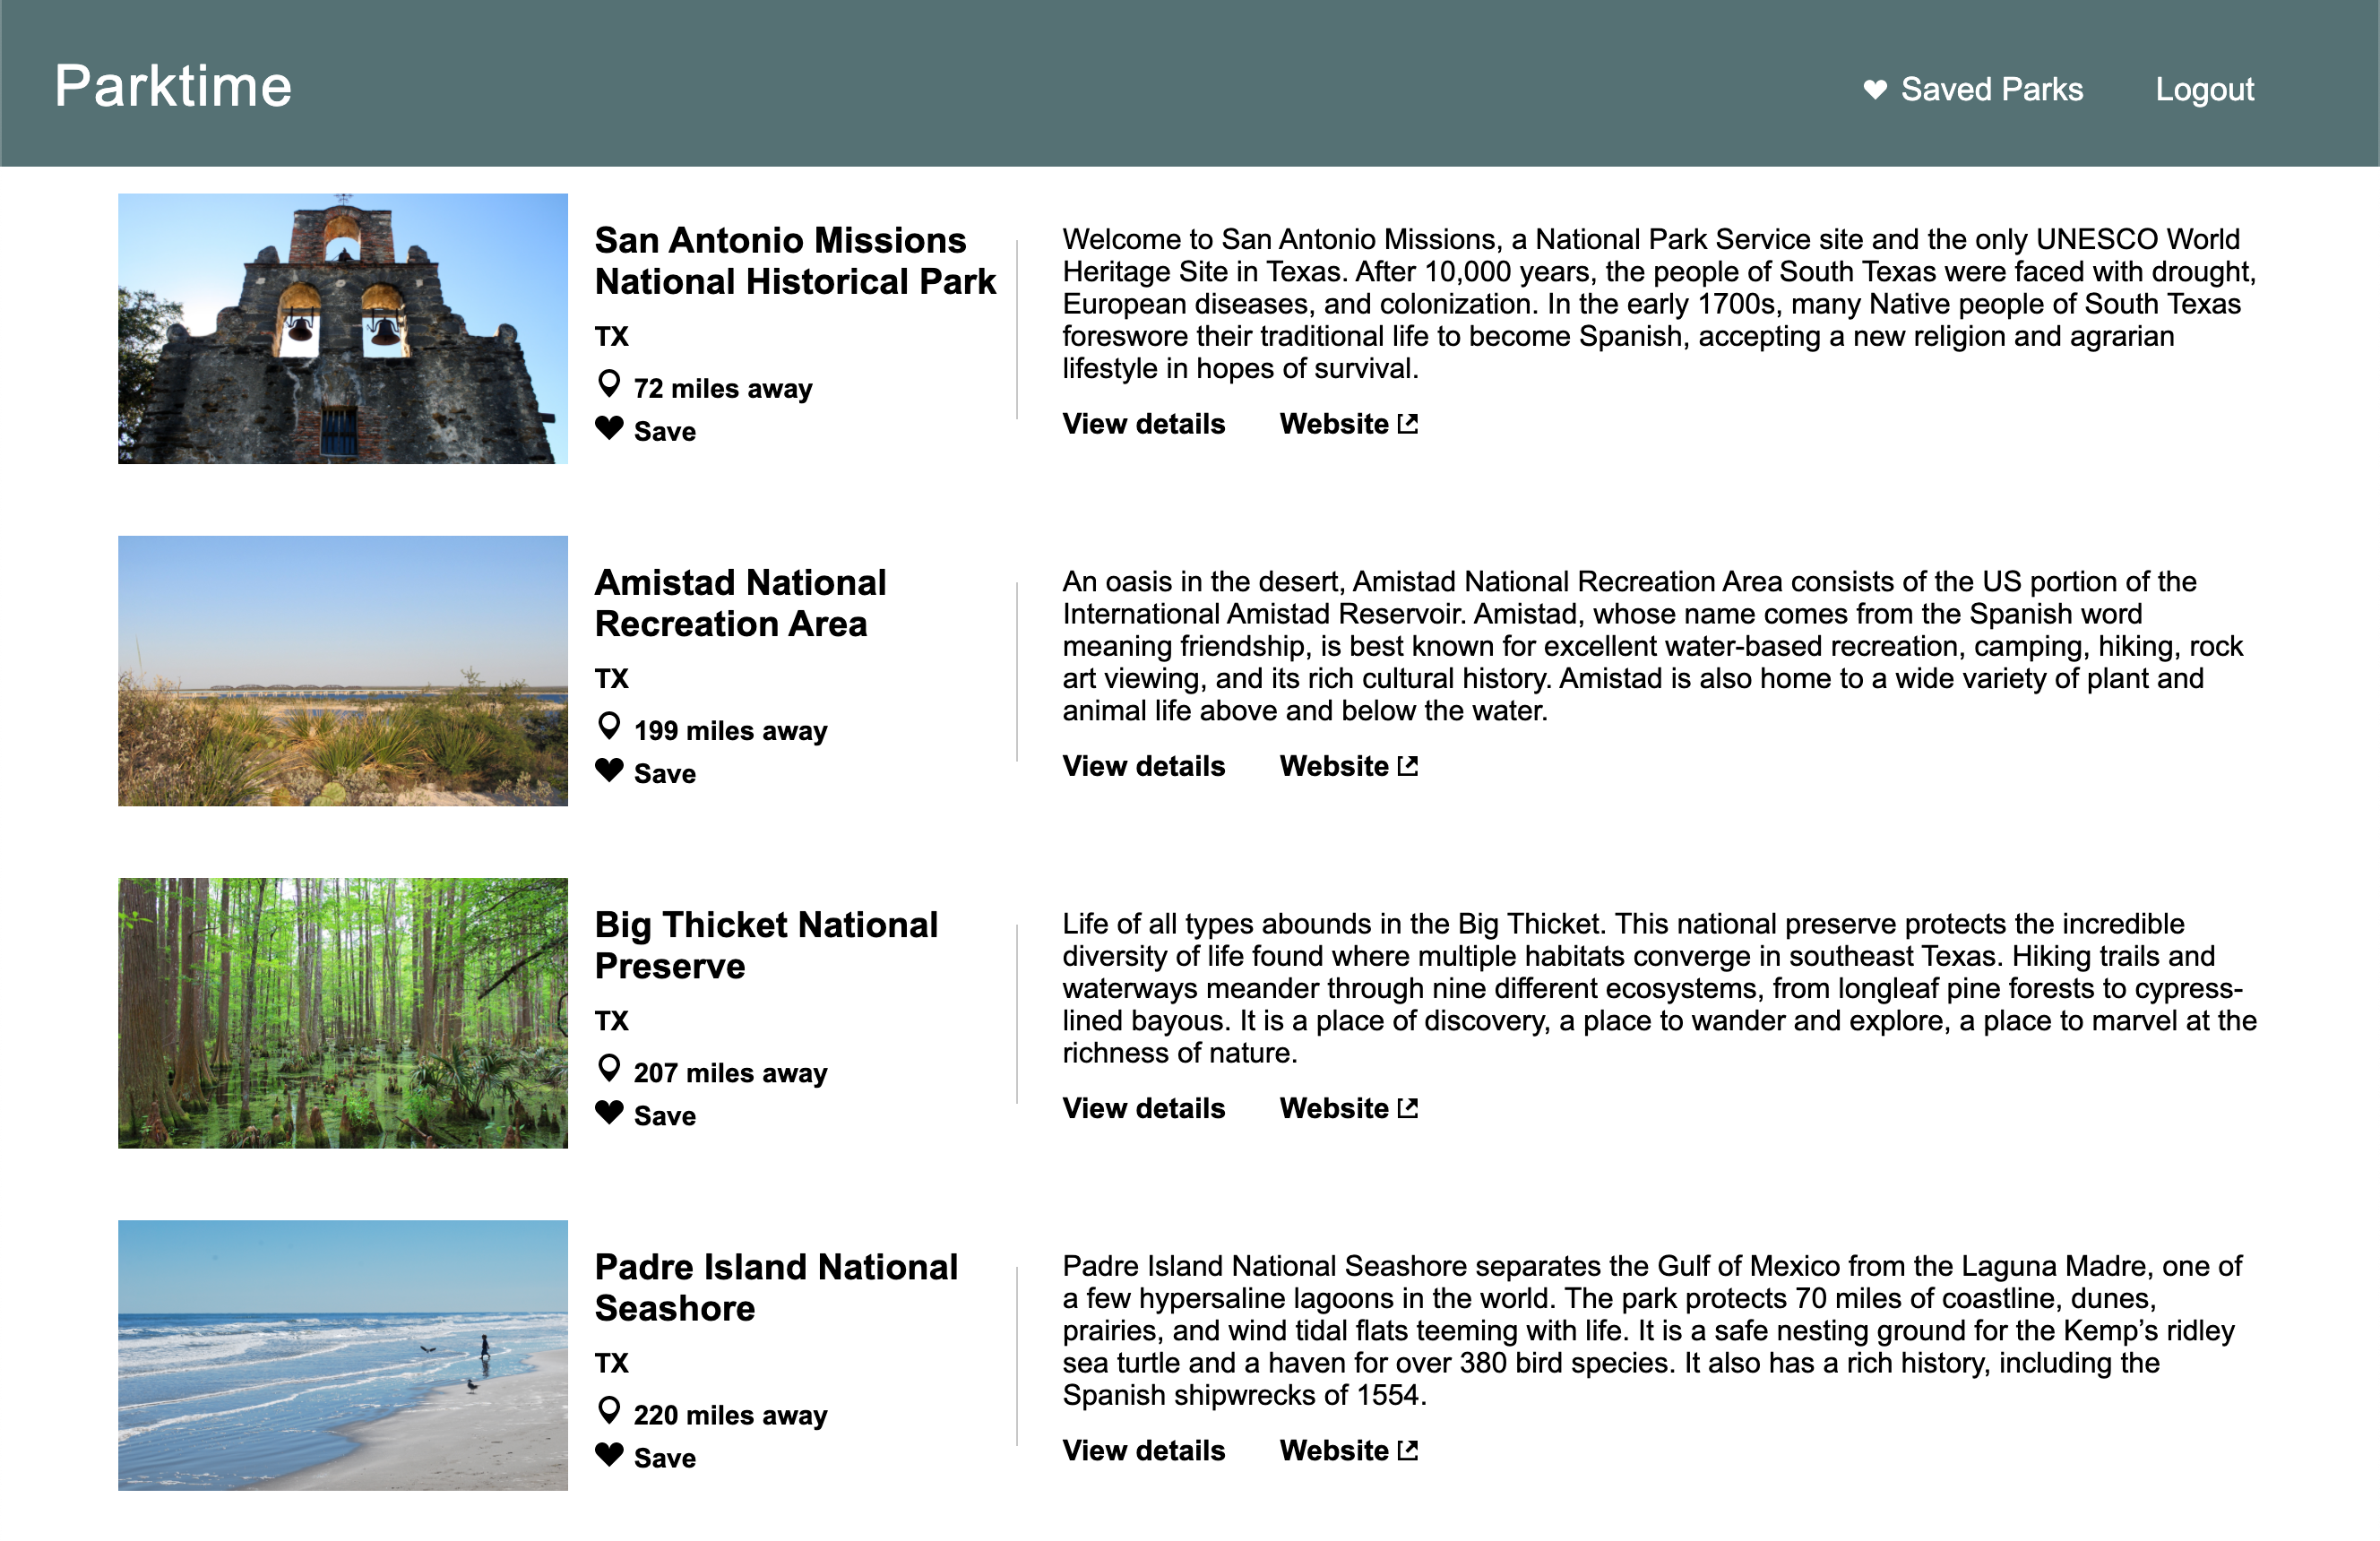 Parktime
Saved Parks
Logout
San Antonio Missions
National Historical Park
TX
72 miles away
Save
Welcome to San Antonio Missions, a National Park Service site and the only UNESCO World
Heritage Site in Texas. After 10,000 years, the people of South Texas were faced with drought,
European diseases, and colonization. In the early 1700s, many Native people of South Texas
foreswore their traditional life to become Spanish, accepting a new religion and agrarian
lifestyle in hopes of survival.
View details
Website
Amistad National
Recreation Area
TX
199 miles away
Save
An oasis in the desert, Amistad National Recreation Area consists of the US portion of the
International Amistad Reservoir. Amistad, whose name comes from the Spanish word
meaning friendship, is best known for excellent water-based recreation, camping, hiking, rock
art viewing, and its rich cultural history. Amistad is also home to a wide variety of plant and
animal life above and below the water.
View details
Website
Big Thicket National
Preserve
TX
207 miles away
Save
Life of all types abounds in the Big Thicket. This national preserve protects the incredible
diversity of life found where multiple habitats converge in southeast Texas. Hiking trails and
waterways meander through nine different ecosystems, from longleaf pine forests to cypress-
lined bayous. It is a place of discovery, a place to wander and explore, a place to marvel at the
richness of nature.
View details
Website
Padre Island National
Seashore
TX
220 miles away
Save
Padre Island National Seashore separates the Gulf of Mexico from the Laguna Madre, one of
a few hypersaline lagoons in the world. The park protects 70 miles of coastline, dunes,
prairies, and wind tidal flats teeming with life. It is a safe nesting ground for the Kemp’s ridley
sea turtle and a haven for over 380 bird species. It also has a rich history, including the
Spanish shipwrecks of 1554.
View details
Website